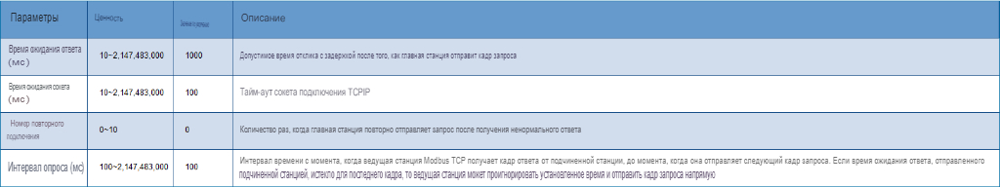 Параметры Ценность Описание
Время ожидания ответа
(мс) 10~2,147,483,000 1000 Допустимое время отклика с задержкой после того, как главная станция отправит кадр запроса
Время ожидания сокета
(мс) 10~2,147,483,000 100 Тайм-аут сокета подключения TCPIP
Номер повторного
подключения 0~10 0 Количество раз, когда главная станция повторно отправляет запрос после получения ненормального ответа
Интервал опроса (мс) 100~2,147,483,000 100 Интервал времени с момента, когда ведущая станция Modbus TCP получает кадр ответа от подчиненной станции, до момента, когда она отправляет следующий кадр запроса. Если время ожидания ответа, отправленного
подчиненной станцией, истекло для последнего кадра, то ведущая станция может проигнорировать установленное время и отправить кадр запроса напрямую